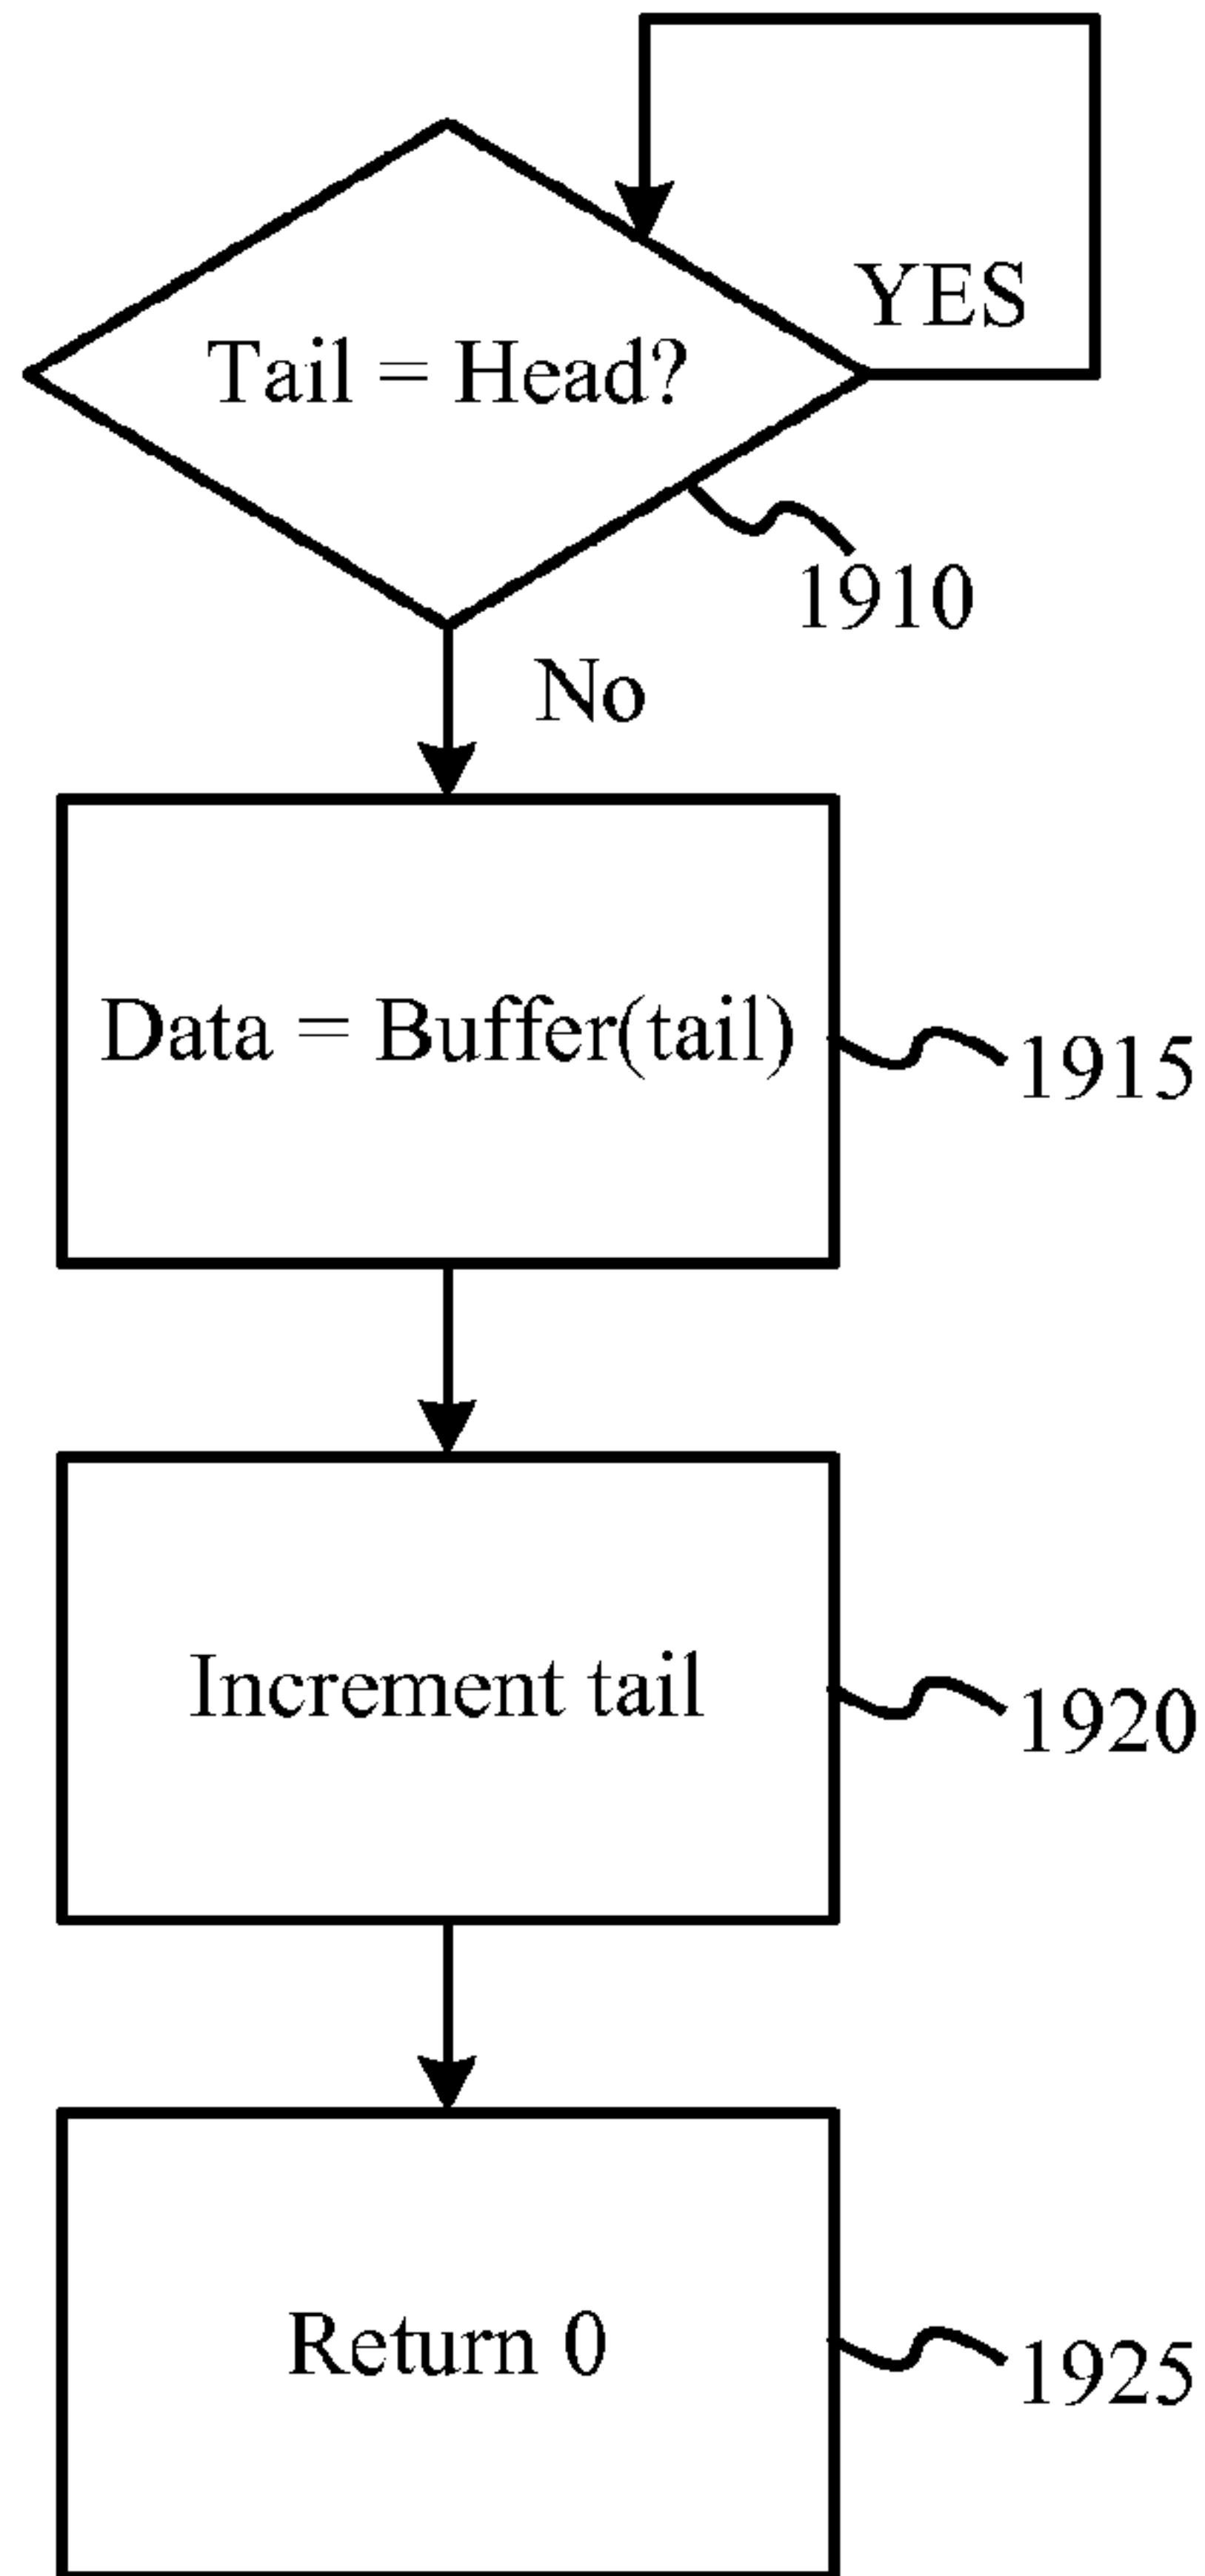 Tail = Head?
YES
1910
No
Data = Buffer(tail)
1915
Increment tail
1920
Return 0
1925